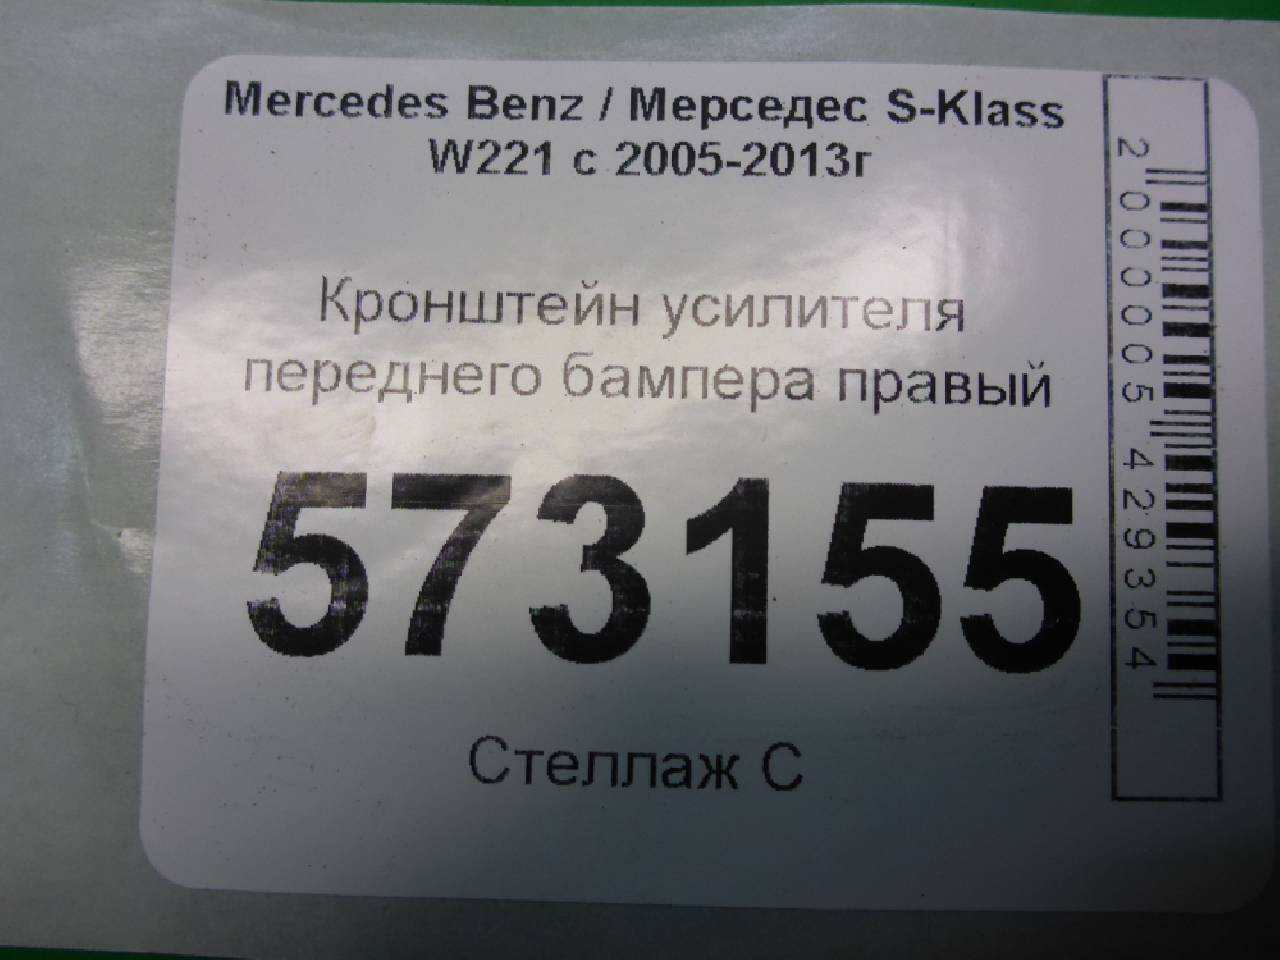 Mercedes Benz / Мерседес S-Klass
W221 с 2005-2013г
Кронштейн усилителя
переднего бампера правый
573155
Стеллаж С
2000005429354